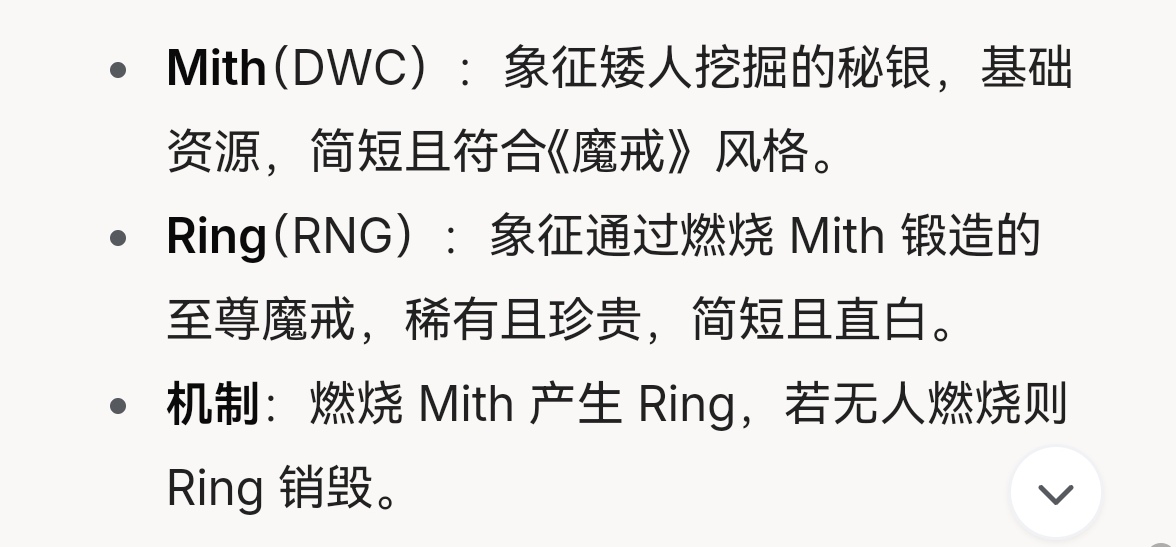 • Mith(DWC) ：象征矮人挖掘的秘银，基础
资源，简短且符合《魔戒》风格。
• Ring(RNG) ：象征通过燃烧 Mith 锻造的
至尊魔戒，稀有且珍贵，简短且直白。
• 机制：燃烧 Mith 产生 Ring，若无人燃烧则
Ring 销毁。